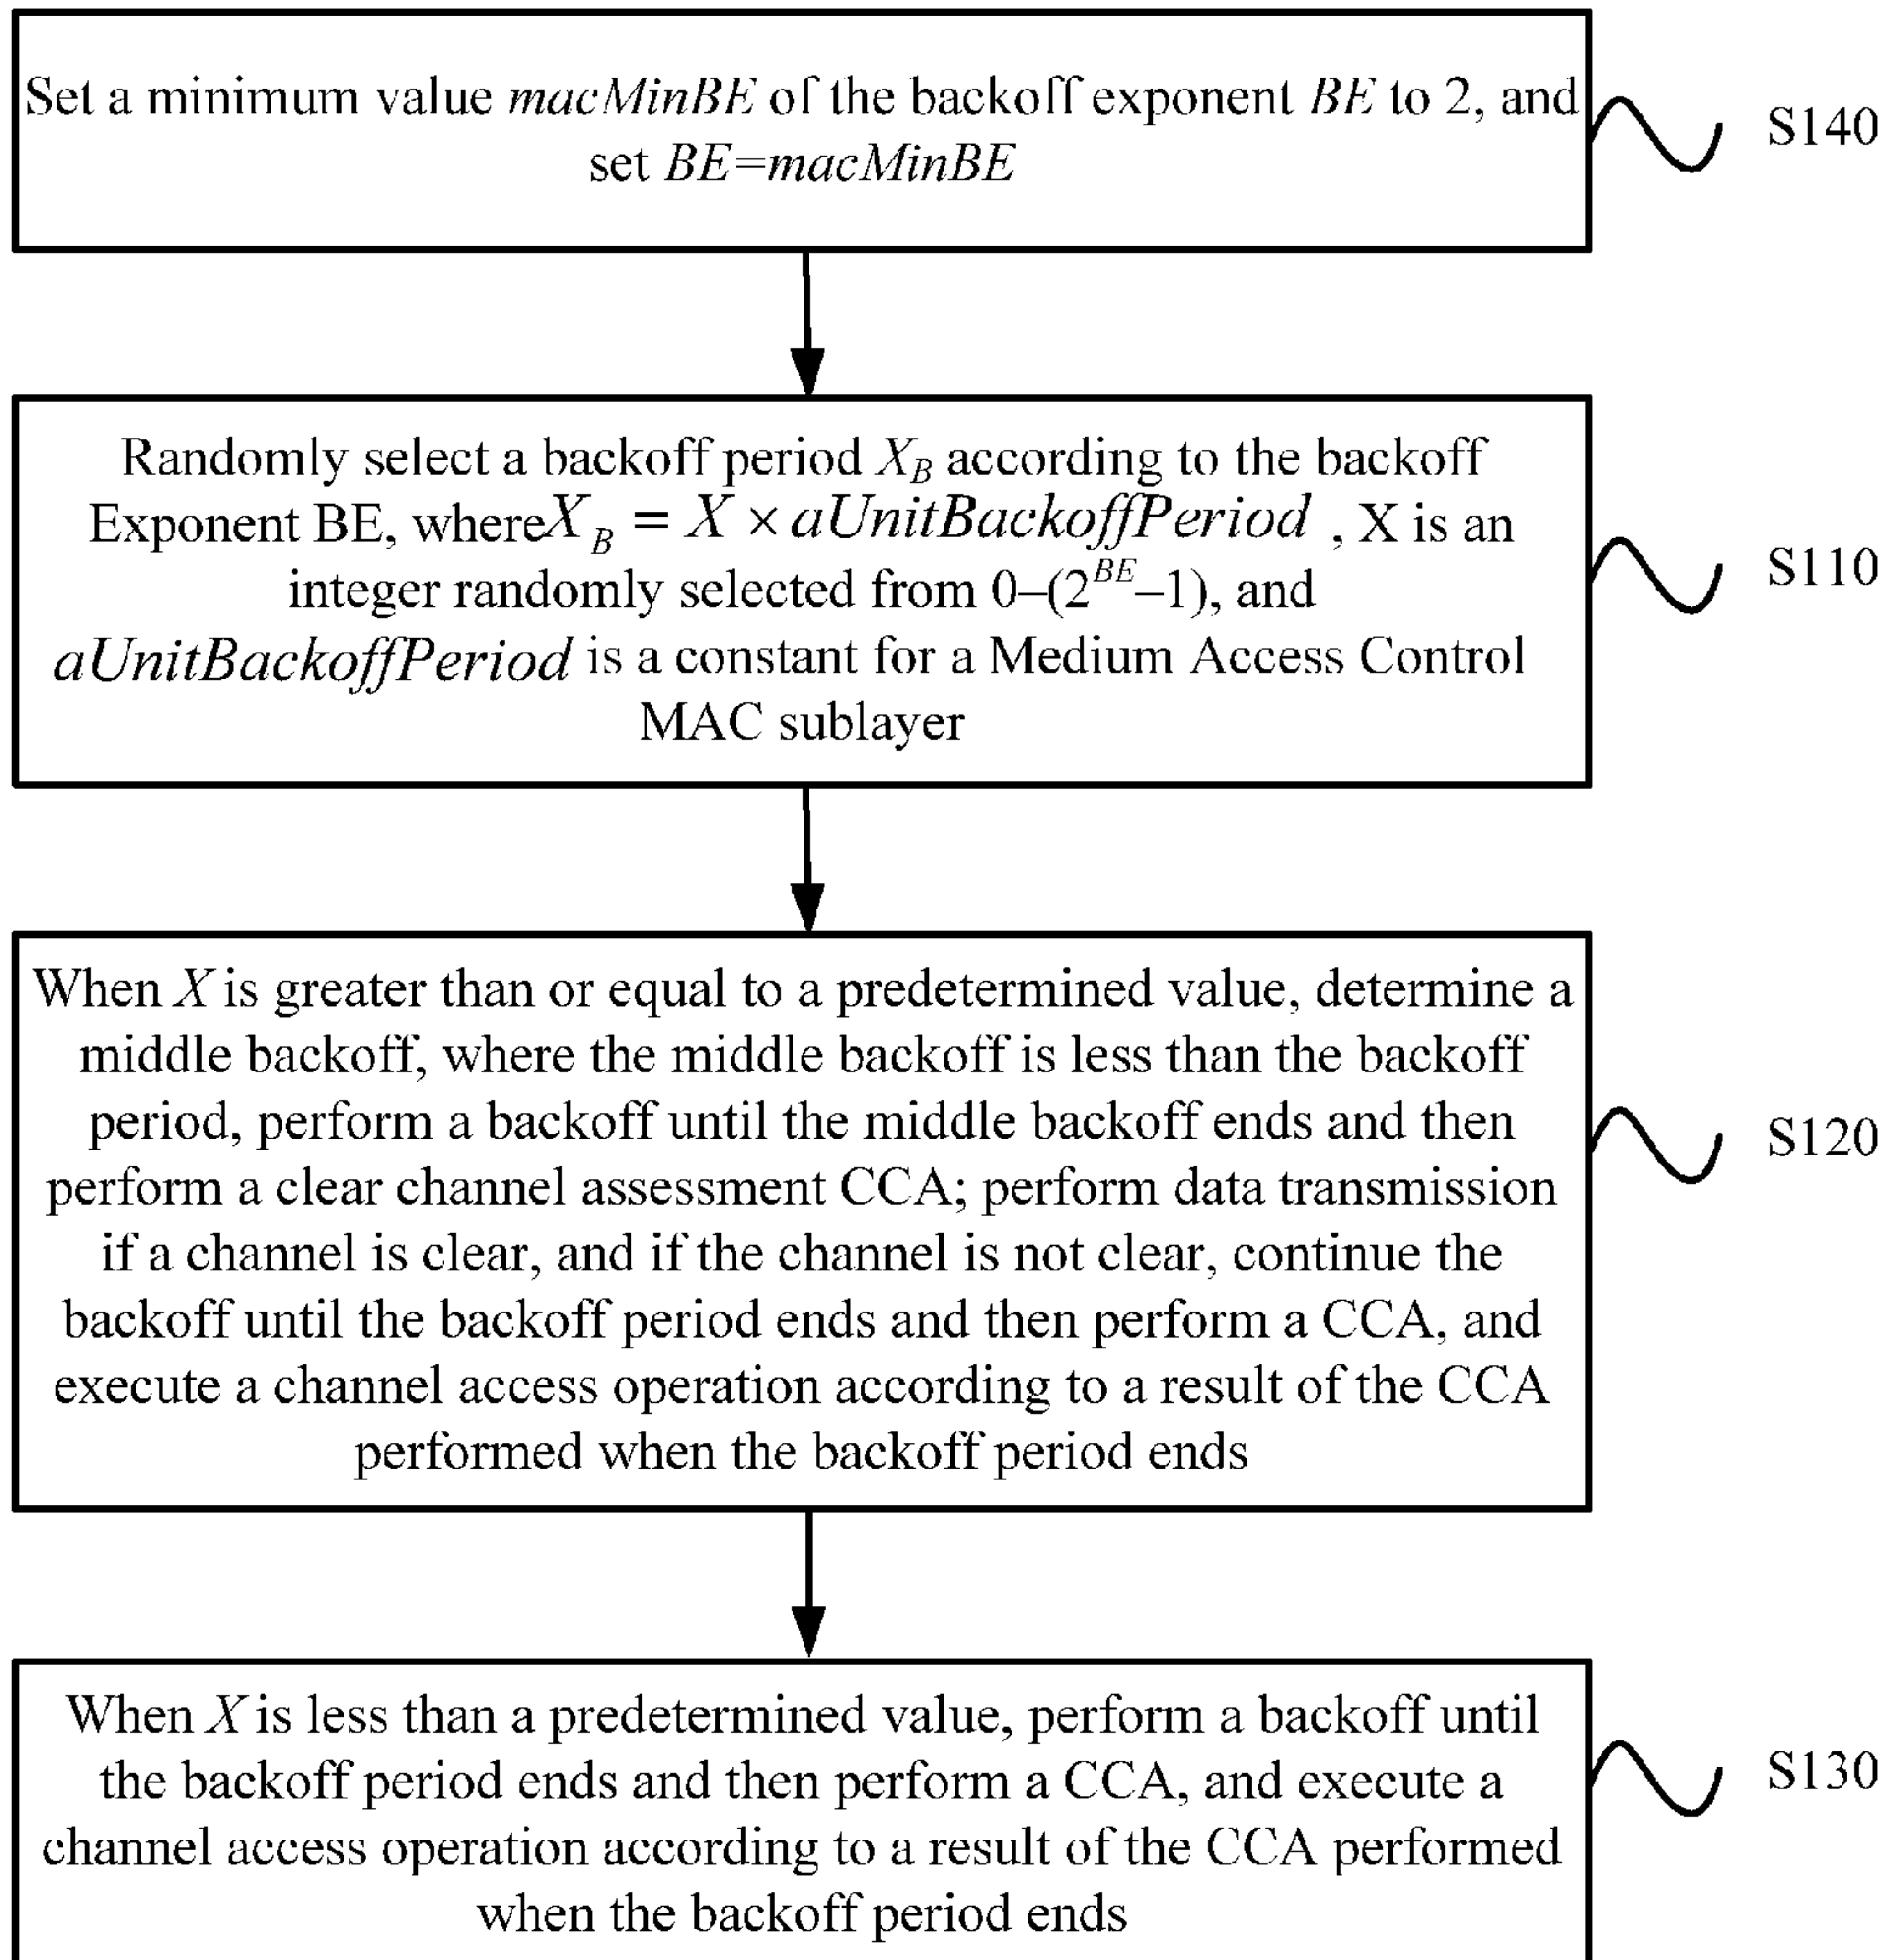 Set a minimum value macMinBE of the backoff exponent BE to 2, and
set BE=macMinBE
S140
Randomly select a backoff period X_B according to the backoff
Exponent BE, where X_B = X × aUnitBackoffPeriod , X is an
integer randomly selected from 0–(2^BE–1), and
aUnitBackoffPeriod is a constant for a Medium Access Control
MAC sublayer
S110
When X is greater than or equal to a predetermined value, determine a
middle backoff, where the middle backoff is less than the backoff
period, perform a backoff until the middle backoff ends and then
perform a clear channel assessment CCA; perform data transmission
if a channel is clear, and if the channel is not clear, continue the
backoff until the backoff period ends and then perform a CCA, and
execute a channel access operation according to a result of the CCA
performed when the backoff period ends
S120
When X is less than a predetermined value, perform a backoff until
the backoff period ends and then perform a CCA, and execute a
channel access operation according to a result of the CCA performed
when the backoff period ends
S130